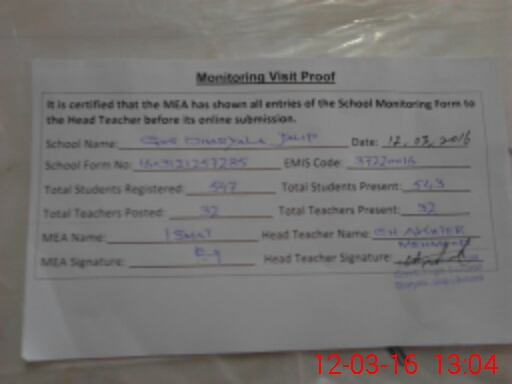 Monitoring Visit Proof
It is certified that the MEA has shown all entries of the School Monitoring Form to
the Head Teacher before its online submission.
School Name: Date: 12.03.2016
School Form No: EMIS Code:
Total Students Registered: 547 Total Students Present: 543
Total Teachers Posted: 32 Total Teachers Present: 32
MEA Name: Head Teacher Name: CH AKHTER
MEHMOOD
MEA Signature: Head Teacher Signature:
12-03-16 13:04